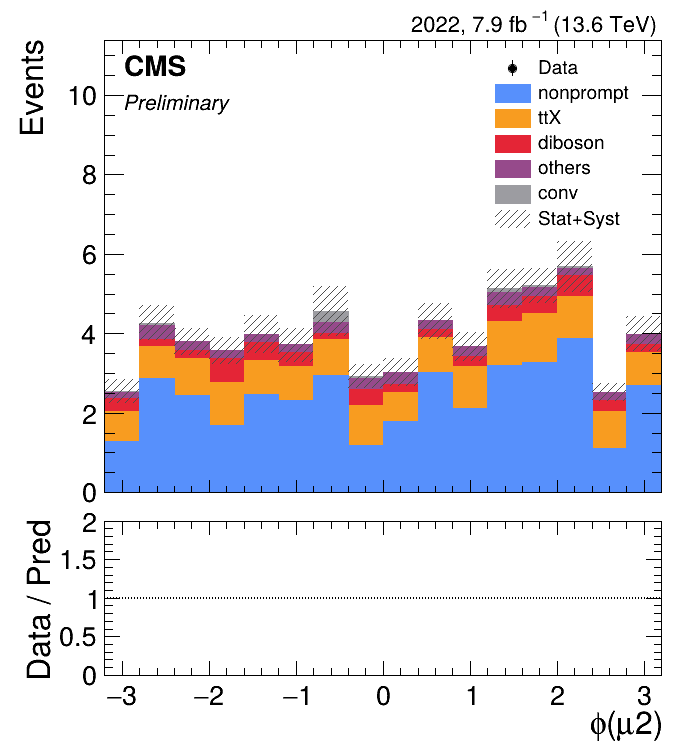 2022, 7.9 fb⁻¹ (13.6 TeV)
Events
CMS
Preliminary
Data
nonprompt
ttX
diboson
others
conv
Stat+Syst
10
8
6
4
2
0
Data / Pred
2
1.5
1
0.5
0
−3 −2 −1 0 1 2 3
ϕ(μ2)